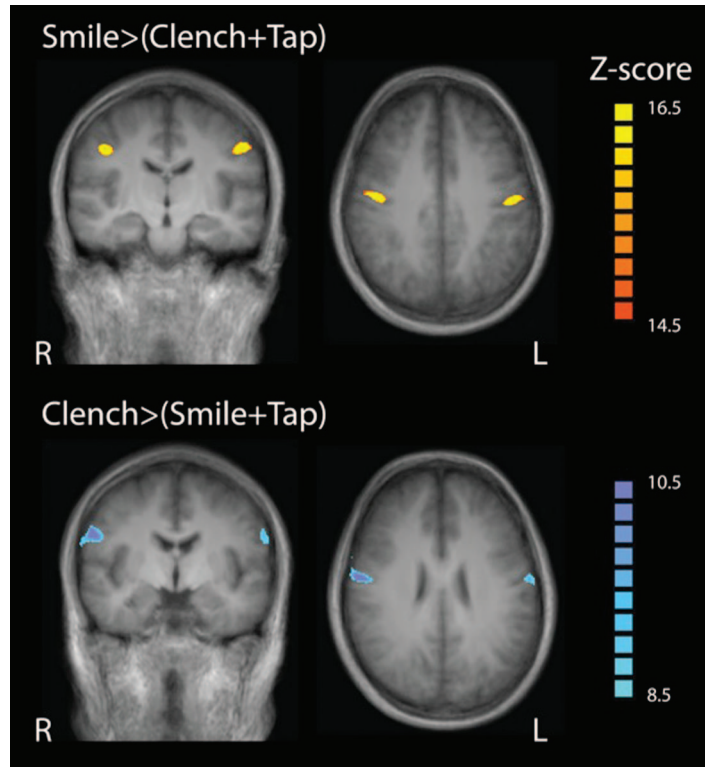 Smile>(Clench+Tap)
Z-score
16.5
14.5
R
L
Clench>(Smile+Tap)
10.5
8.5
R
L